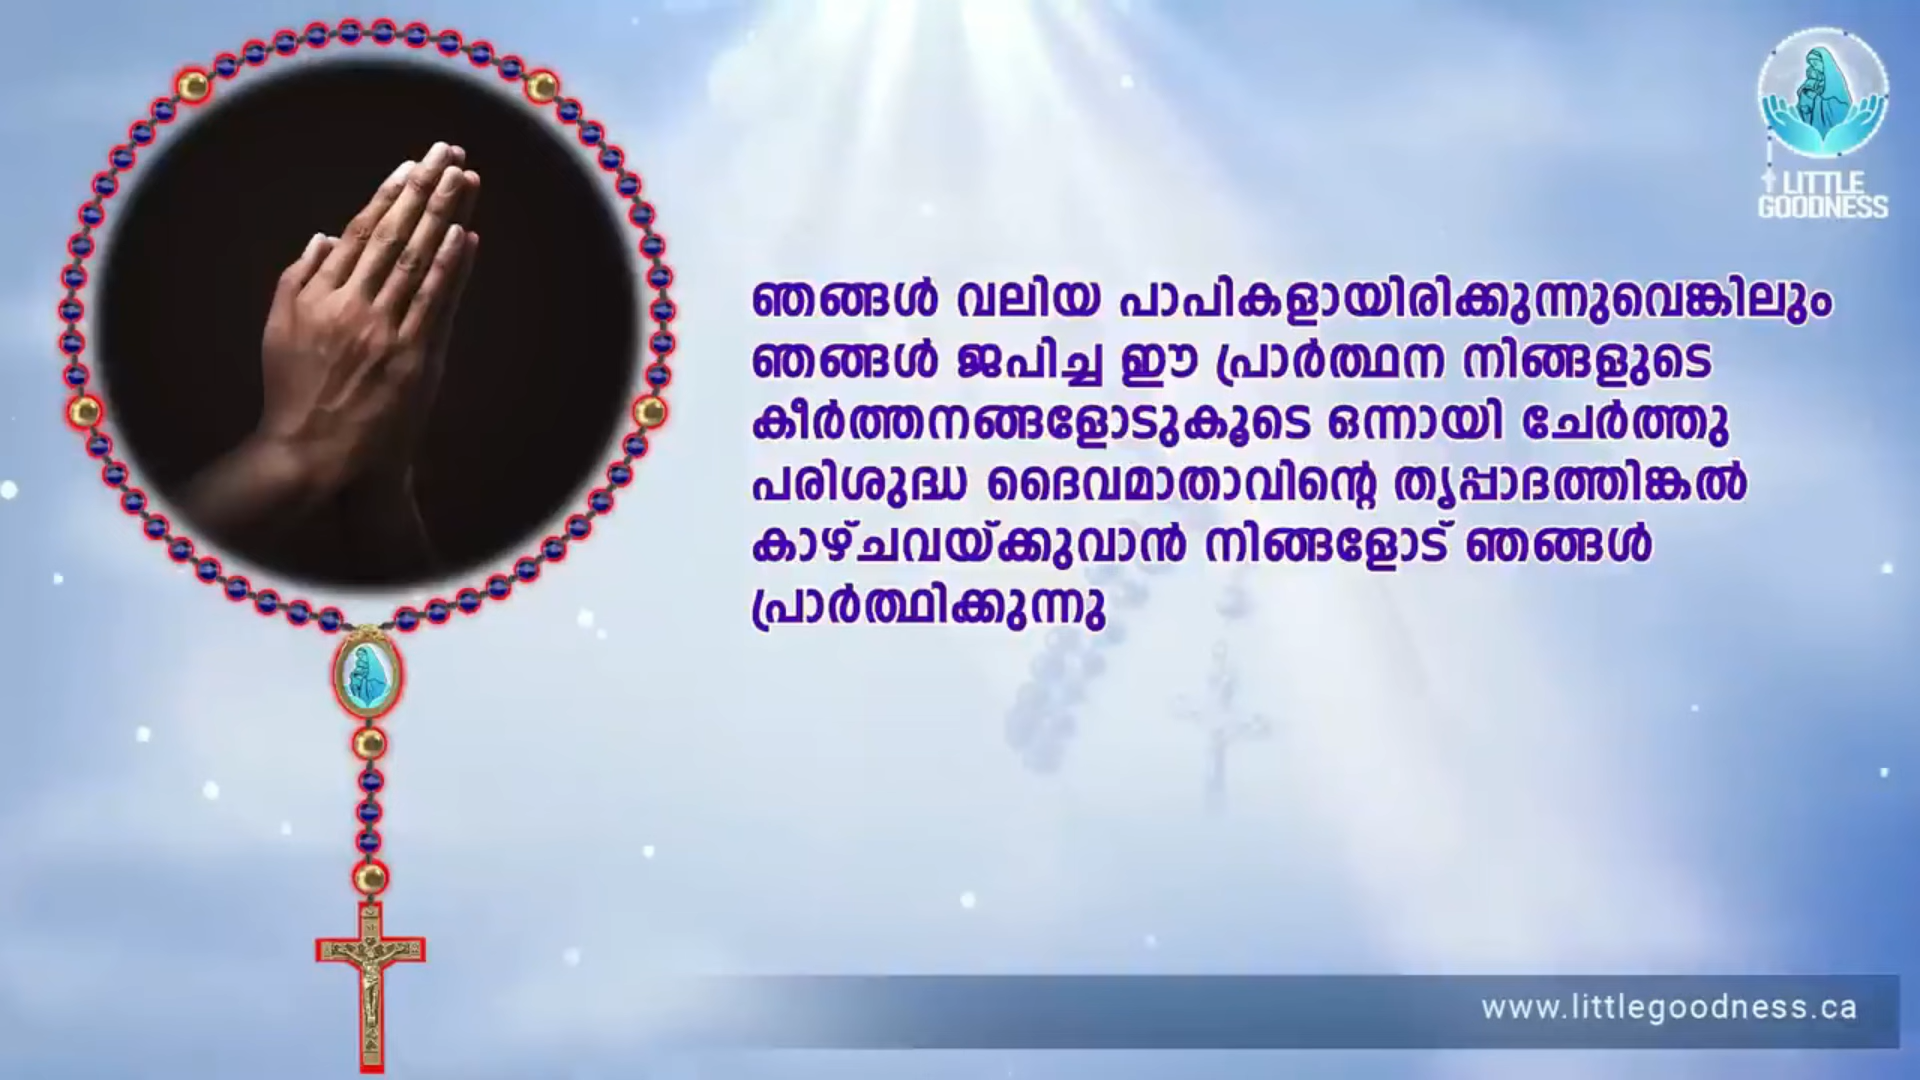 LITTLE
GOODNESS
ഞങ്ങൾ വലിയ പാപികളായിരിക്കുന്നുവെങ്കിലും
ഞങ്ങൾ ജപിച്ച ഈ പ്രാർത്ഥന നിങ്ങളുടെ
കീർത്തനങ്ങളോടുകൂടെ ഒന്നായി ചേർത്തു
പരിശുദ്ധ ദൈവമാതാവിന്റെ തൃപ്പാദത്തിങ്കൽ
കാഴ്ചവയ്ക്കുവാൻ നിങ്ങളോട് ഞങ്ങൾ
പ്രാർത്ഥിക്കുന്നു
www.littlegoodness.ca